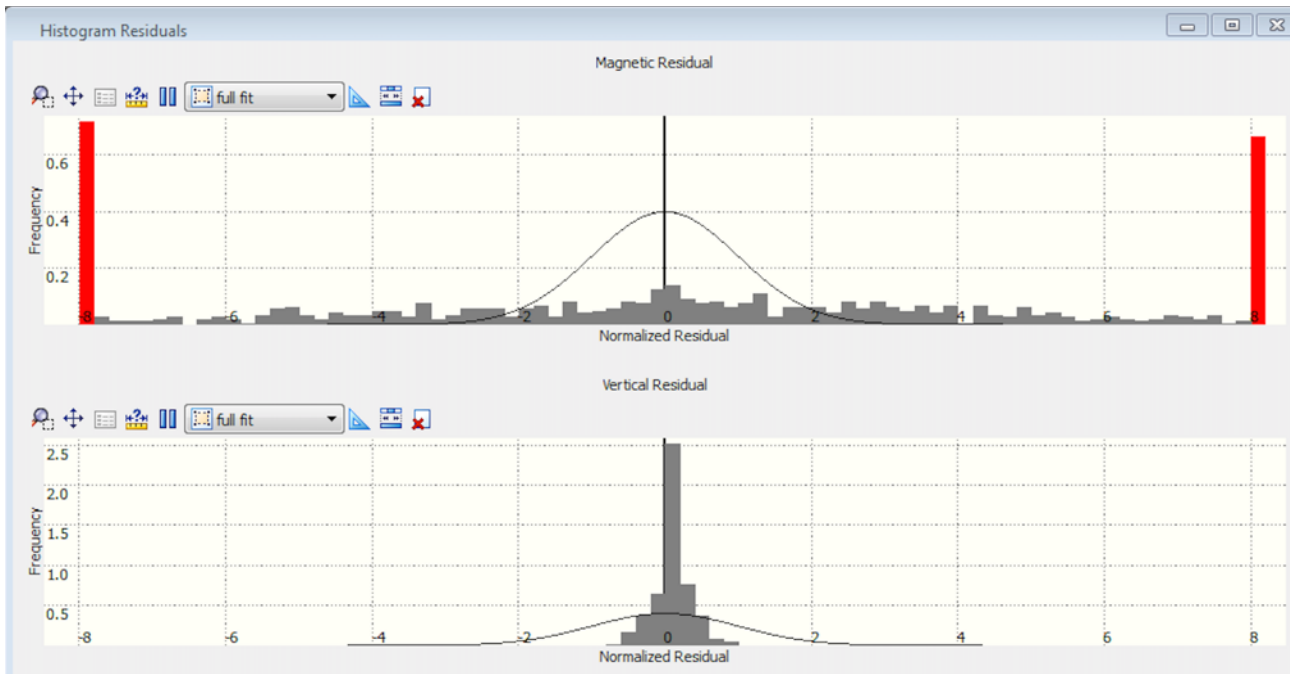 Histogram Residuals
Magnetic Residual
full fit
Frequency
0.6
0.4
0.2
-8 -6 -4 -2 0 2 4 6 8
Normalized Residual
Vertical Residual
full fit
Frequency
2.5
2.0
1.5
1.0
0.5
-8 -6 -4 -2 0 2 4 6 8
Normalized Residual